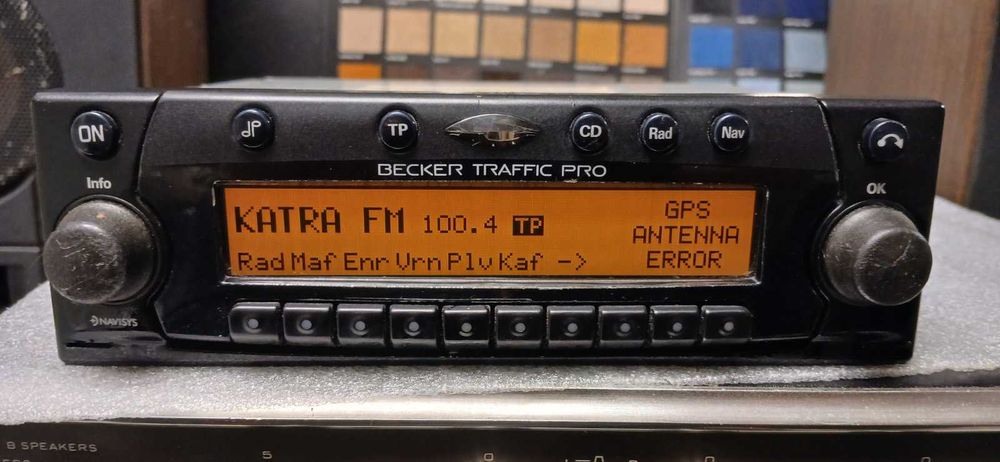 ON
TP
CD
Rad
Nav
BECKER TRAFFIC PRO
Info
OK
KATRA FM 100.4 TP
GPS
ANTENNA
ERROR
Rad Maf Enr Vrn Plv Kaf ->
NAVISYS
B SPEAKERS
5
0